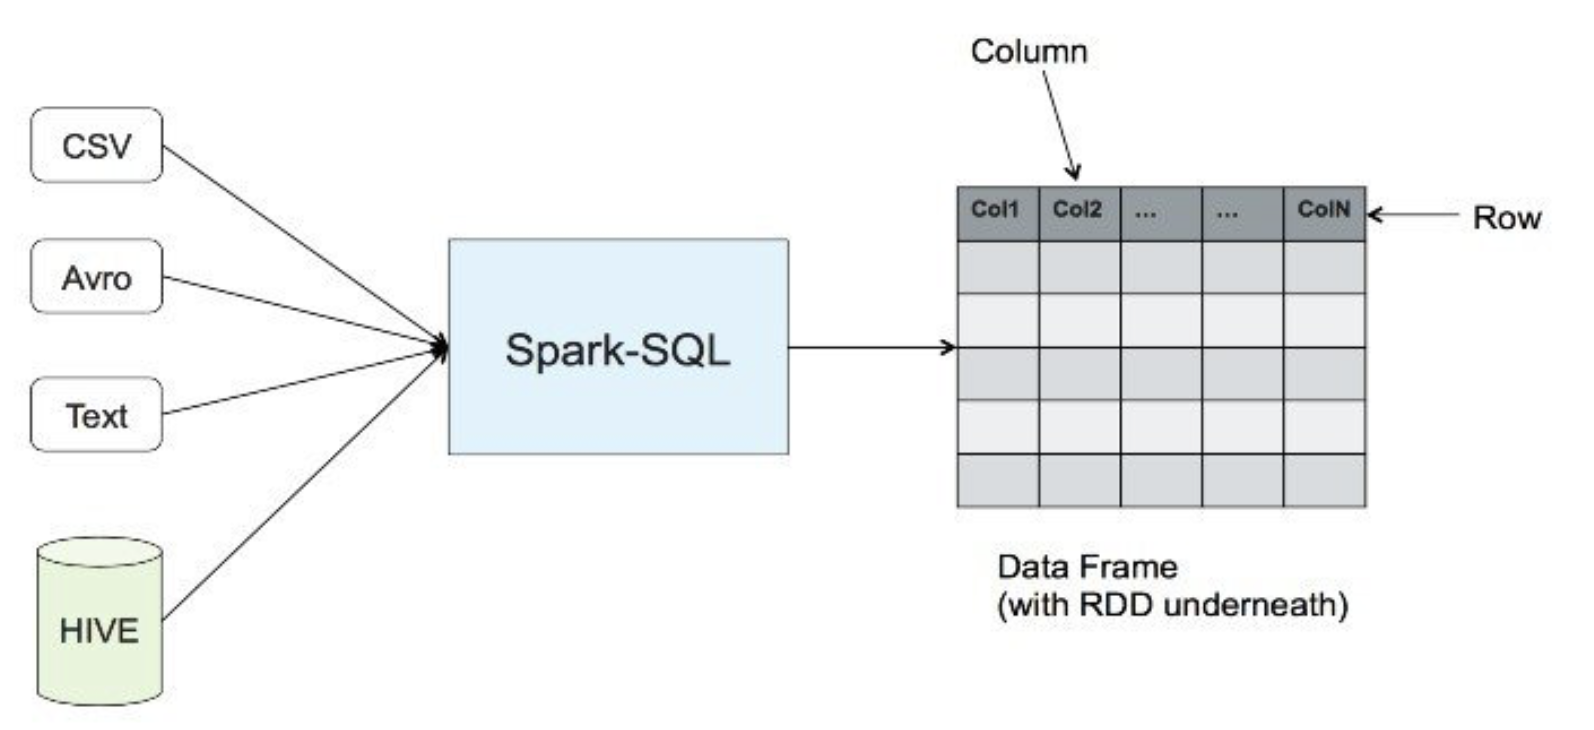 Column
CSV
Col1 Col2 ... ... ColN
Row
Avro
Spark-SQL
Text
Data Frame
(with RDD underneath)
HIVE